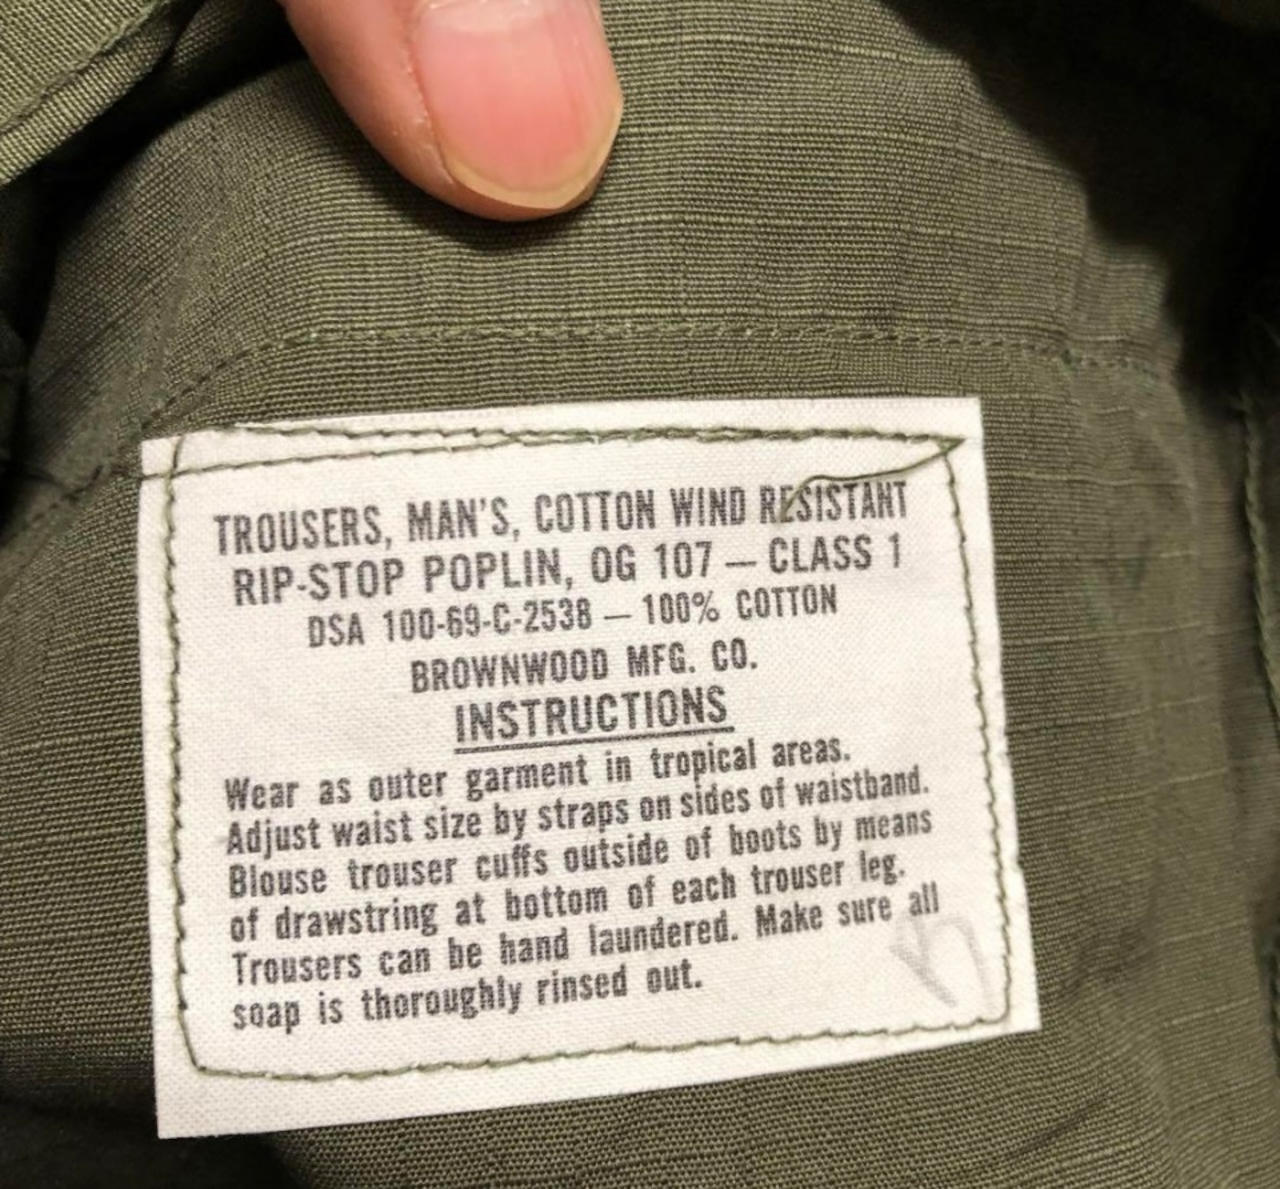 TROUSERS, MAN'S, COTTON WIND RESISTANT
RIP-STOP POPLIN, OG 107 — CLASS 1
DSA 100-69-C-2538 — 100% COTTON
BROWNWOOD MFG. CO.
INSTRUCTIONS
Wear as outer garment in tropical areas.
Adjust waist size by straps on sides of waistband.
Blouse trouser cuffs outside of boots by means
of drawstring at bottom of each trouser leg.
Trousers can be hand laundered. Make sure all
soap is thoroughly rinsed out.